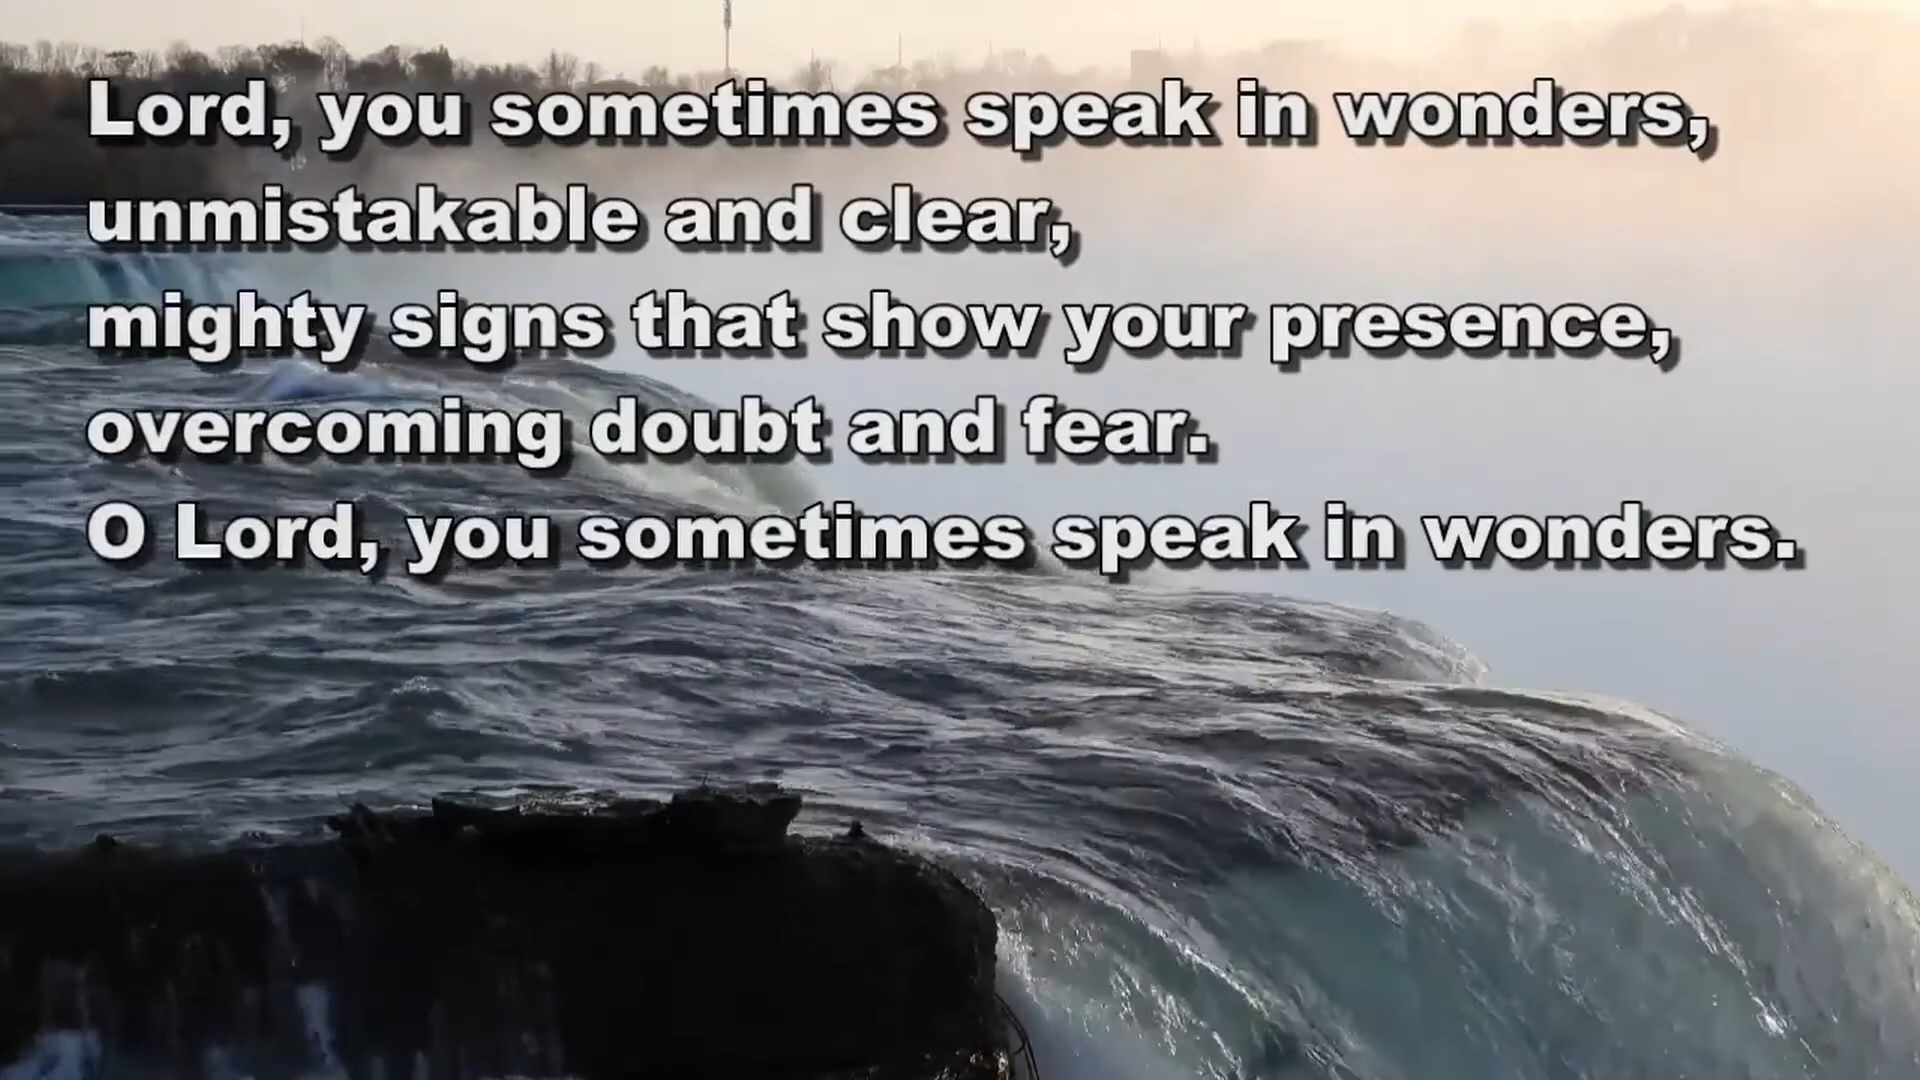 Lord, you sometimes speak in wonders,
unmistakable and clear,
mighty signs that show your presence,
overcoming doubt and fear.
O Lord, you sometimes speak in wonders.